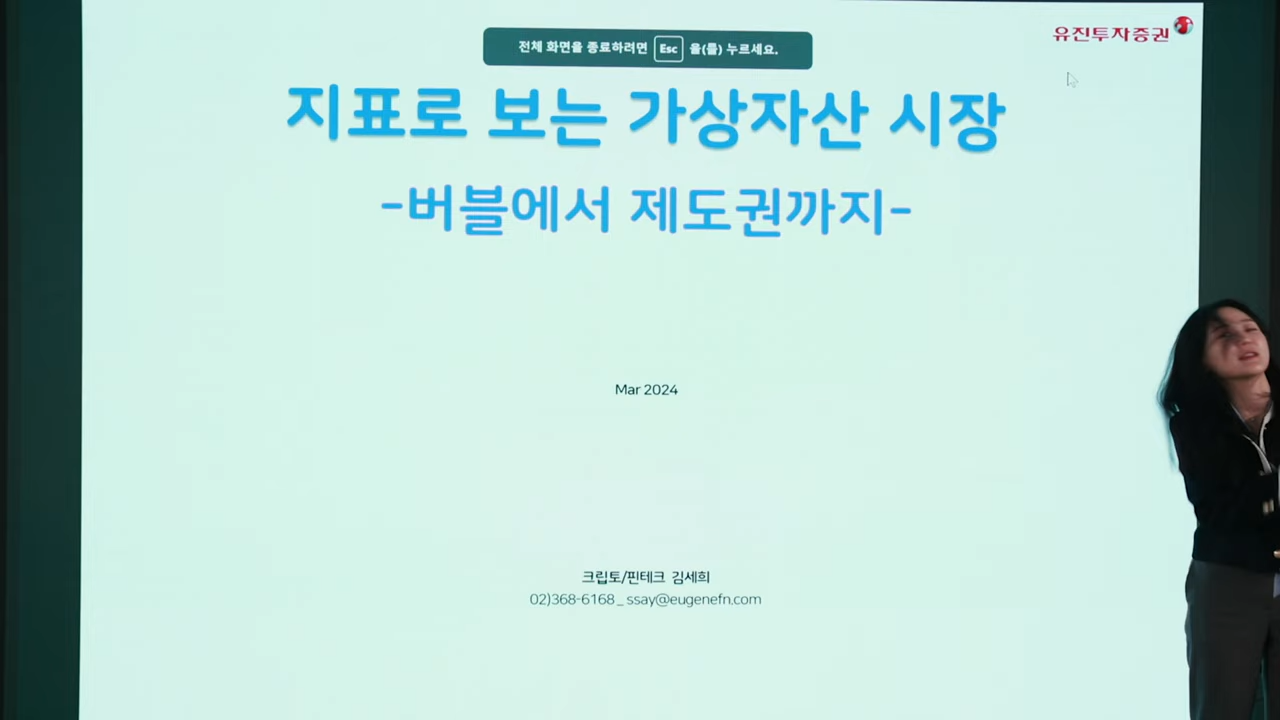 전체 화면을 종료하려면 Esc 을(를) 누르세요.
유진투자증권
지표로 보는 가상자산 시장
-버블에서 제도권까지-
Mar 2024
크립토/핀테크 김세희
02)368-6168 _ ssay@eugenefn.com